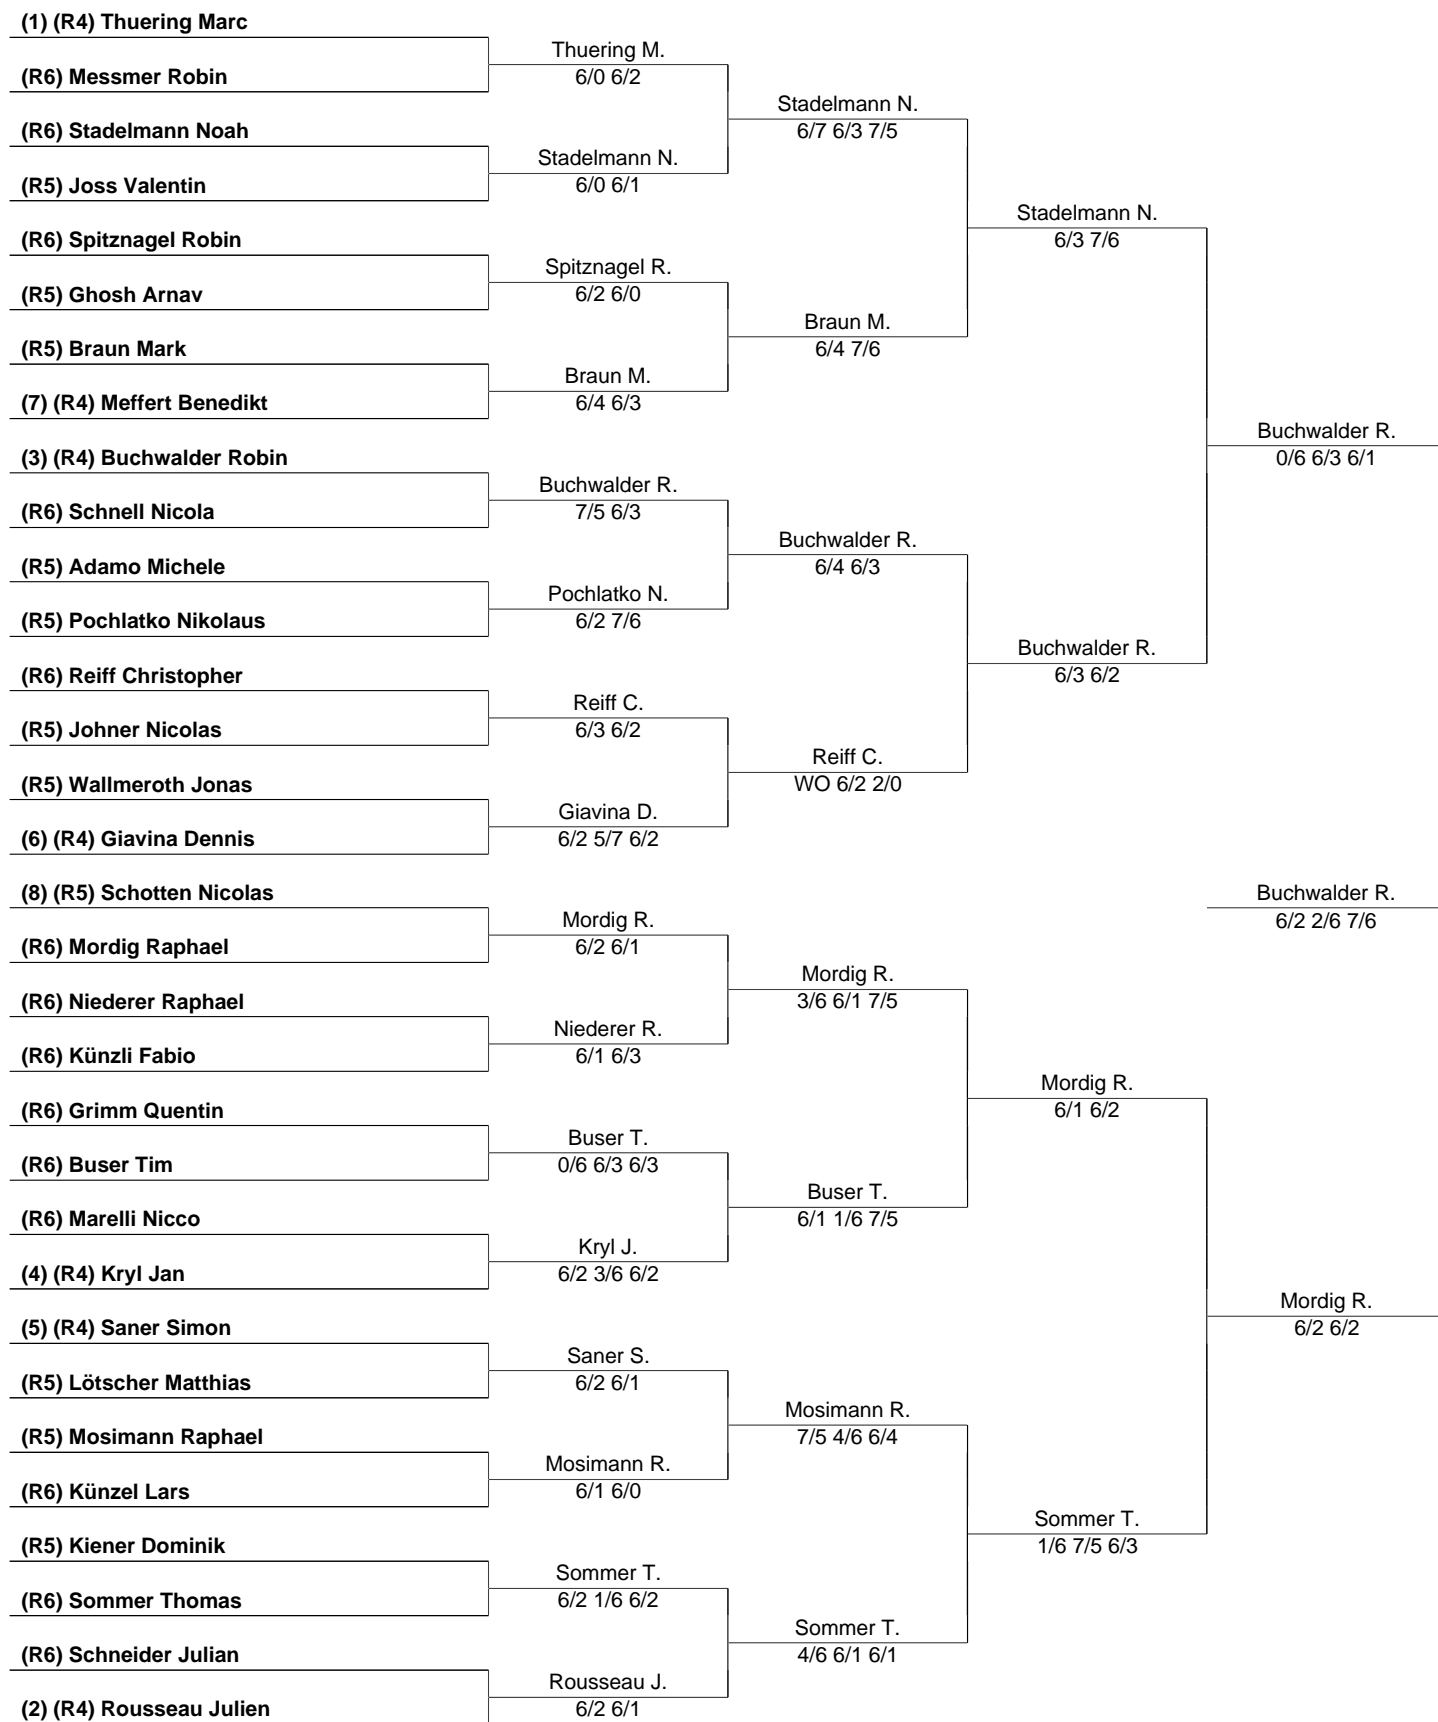 (1) (R4) Thuering Marc
Thuering M.
(R6) Messmer Robin
6/0 6/2
Stadelmann N.
(R6) Stadelmann Noah
6/7 6/3 7/5
Stadelmann N.
(R5) Joss Valentin
6/0 6/1
Stadelmann N.
(R6) Spitznagel Robin
6/3 7/6
Spitznagel R.
(R5) Ghosh Arnav
6/2 6/0
Braun M.
(R5) Braun Mark
6/4 7/6
Braun M.
(7) (R4) Meffert Benedikt
6/4 6/3
Buchwalder R.
(3) (R4) Buchwalder Robin
0/6 6/3 6/1
Buchwalder R.
(R6) Schnell Nicola
7/5 6/3
Buchwalder R.
(R5) Adamo Michele
6/4 6/3
Pochlatko N.
(R5) Pochlatko Nikolaus
6/2 7/6
Buchwalder R.
(R6) Reiff Christopher
6/3 6/2
Reiff C.
(R5) Johner Nicolas
6/3 6/2
Reiff C.
(R5) Wallmeroth Jonas
WO 6/2 2/0
Giavina D.
(6) (R4) Giavina Dennis
6/2 5/7 6/2
(8) (R5) Schotten Nicolas
Buchwalder R.
Mordig R.
6/2 2/6 7/6
(R6) Mordig Raphael
6/2 6/1
Mordig R.
(R6) Niederer Raphael
3/6 6/1 7/5
Niederer R.
(R6) Künzli Fabio
6/1 6/3
Mordig R.
(R6) Grimm Quentin
6/1 6/2
Buser T.
(R6) Buser Tim
0/6 6/3 6/3
Buser T.
(R6) Marelli Nicco
6/1 1/6 7/5
Kryl J.
(4) (R4) Kryl Jan
6/2 3/6 6/2
Mordig R.
(5) (R4) Saner Simon
6/2 6/2
Saner S.
(R5) Lötscher Matthias
6/2 6/1
Mosimann R.
(R5) Mosimann Raphael
7/5 4/6 6/4
Mosimann R.
(R6) Künzel Lars
6/1 6/0
Sommer T.
(R5) Kiener Dominik
1/6 7/5 6/3
Sommer T.
(R6) Sommer Thomas
6/2 1/6 6/2
Sommer T.
(R6) Schneider Julian
4/6 6/1 6/1
Rousseau J.
(2) (R4) Rousseau Julien
6/2 6/1